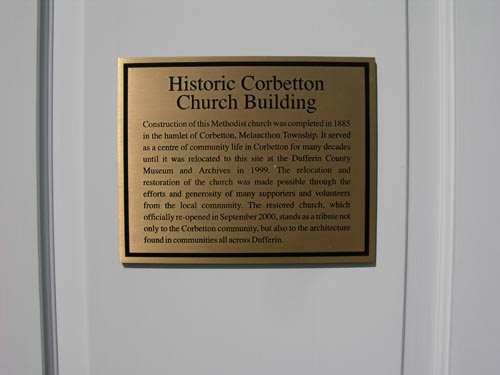 Historic Corbetton
Church Building
Construction of this Methodist church was completed in 1885
in the hamlet of Corbetton, Melancthon Township. It served
as a centre of community life in Corbetton for many decades
until it was relocated to this site at the Dufferin County
Museum and Archives in 1999. The relocation and
restoration of the church was made possible through the
efforts and generosity of many supporters and volunteers
from the local community. The restored church, which
officially re-opened in September 2000, stands as a tribute not
only to the Corbetton community, but also to the architecture
found in communities all across Dufferin.